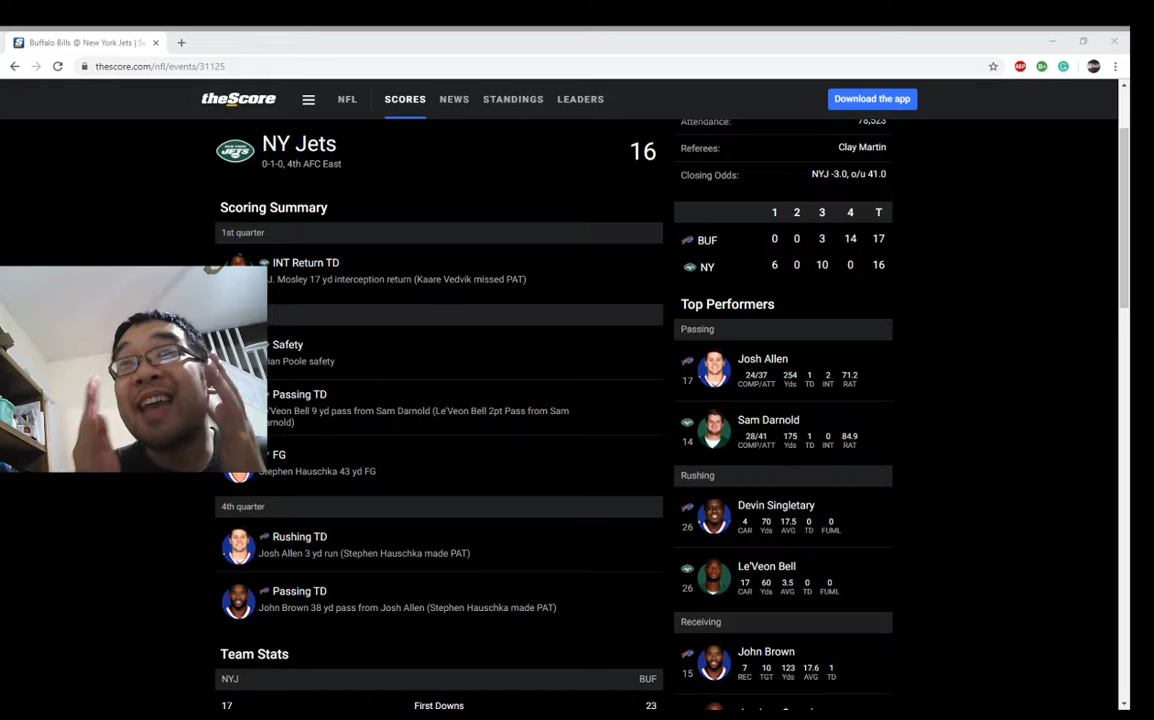 Buffalo Bills @ New York Jets | Se
thescore.com/nfl/events/31125
ABP
B+
theScore
NFL
SCORES
NEWS
STANDINGS
LEADERS
Download the app
JETS
NY Jets
0-1-0, 4th AFC East
16
Scoring Summary
1st quarter
INT Return TD
J. Mosley 17 yd interception return (Kaare Vedvik missed PAT)
Safety
ian Poole safety
Passing TD
e'Veon Bell 9 yd pass from Sam Darnold (Le'Veon Bell 2pt Pass from Sam
arnold)
FG
Stephen Hauschka 43 yd FG
4th quarter
Rushing TD
Josh Allen 3 yd run (Stephen Hauschka made PAT)
Passing TD
John Brown 38 yd pass from Josh Allen (Stephen Hauschka made PAT)
Team Stats
NYJ BUF
17 First Downs 23
Attendance: 78,523
Referees: Clay Martin
Closing Odds: NYJ -3.0, o/u 41.0
1 2 3 4 T
BUF 0 0 3 14 17
NY 6 0 10 0 16
Top Performers
Passing
Josh Allen
17 24/37 254 1 2 71.2
COMP/ATT Yds TD INT RAT
Sam Darnold
14 28/41 175 1 0 84.9
COMP/ATT Yds TD INT RAT
Rushing
Devin Singletary
26 4 70 17.5 0 0
CAR Yds AVG TD FUML
Le'Veon Bell
26 17 60 3.5 0 0
CAR Yds AVG TD FUML
Receiving
John Brown
15 7 10 123 17.6 1
REC TGT Yds AVG TD